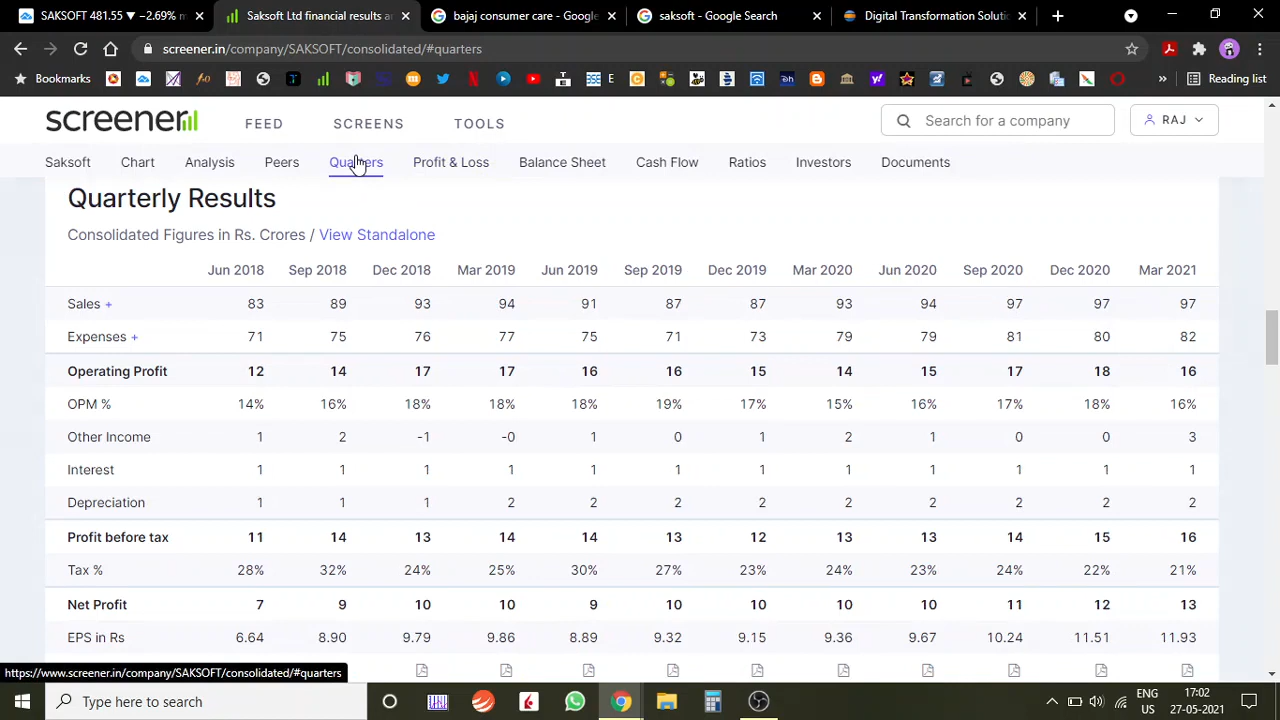 SAKSOFT 481.55 ▼ -2.69% m
Saksoft Ltd financial results a
bajaj consumer care - Google
saksoft - Google Search
Digital Transformation Soluti
screener.in/company/SAKSOFT/consolidated/#quarters
Bookmarks
Reading list
screener
FEED SCREENS TOOLS
Search for a company
RAJ
Saksoft Chart Analysis Peers Quarters Profit & Loss Balance Sheet Cash Flow Ratios Investors Documents
Quarterly Results
Consolidated Figures in Rs. Crores / View Standalone
Jun 2018 Sep 2018 Dec 2018 Mar 2019 Jun 2019 Sep 2019 Dec 2019 Mar 2020 Jun 2020 Sep 2020 Dec 2020 Mar 2021
Sales + 83 89 93 94 91 87 87 93 94 97 97 97
Expenses + 71 75 76 77 75 71 73 79 79 81 80 82
Operating Profit 12 14 17 17 16 16 15 14 15 17 18 16
OPM % 14% 16% 18% 18% 18% 19% 17% 15% 16% 17% 18% 16%
Other Income 1 2 -1 -0 1 0 1 2 1 0 0 3
Interest 1 1 1 1 1 1 1 1 1 1 1 1
Depreciation 1 1 1 2 2 2 2 2 2 2 2 2
Profit before tax 11 14 13 14 14 13 12 13 13 14 15 16
Tax % 28% 32% 24% 25% 30% 27% 23% 24% 23% 24% 22% 21%
Net Profit 7 9 10 10 9 10 10 10 10 11 12 13
EPS in Rs 6.64 8.90 9.79 9.86 8.89 9.32 9.15 9.36 9.67 10.24 11.51 11.93
https://www.screener.in/company/SAKSOFT/consolidated/#quarters
Type here to search
ENG
US
17:02
27-05-2021